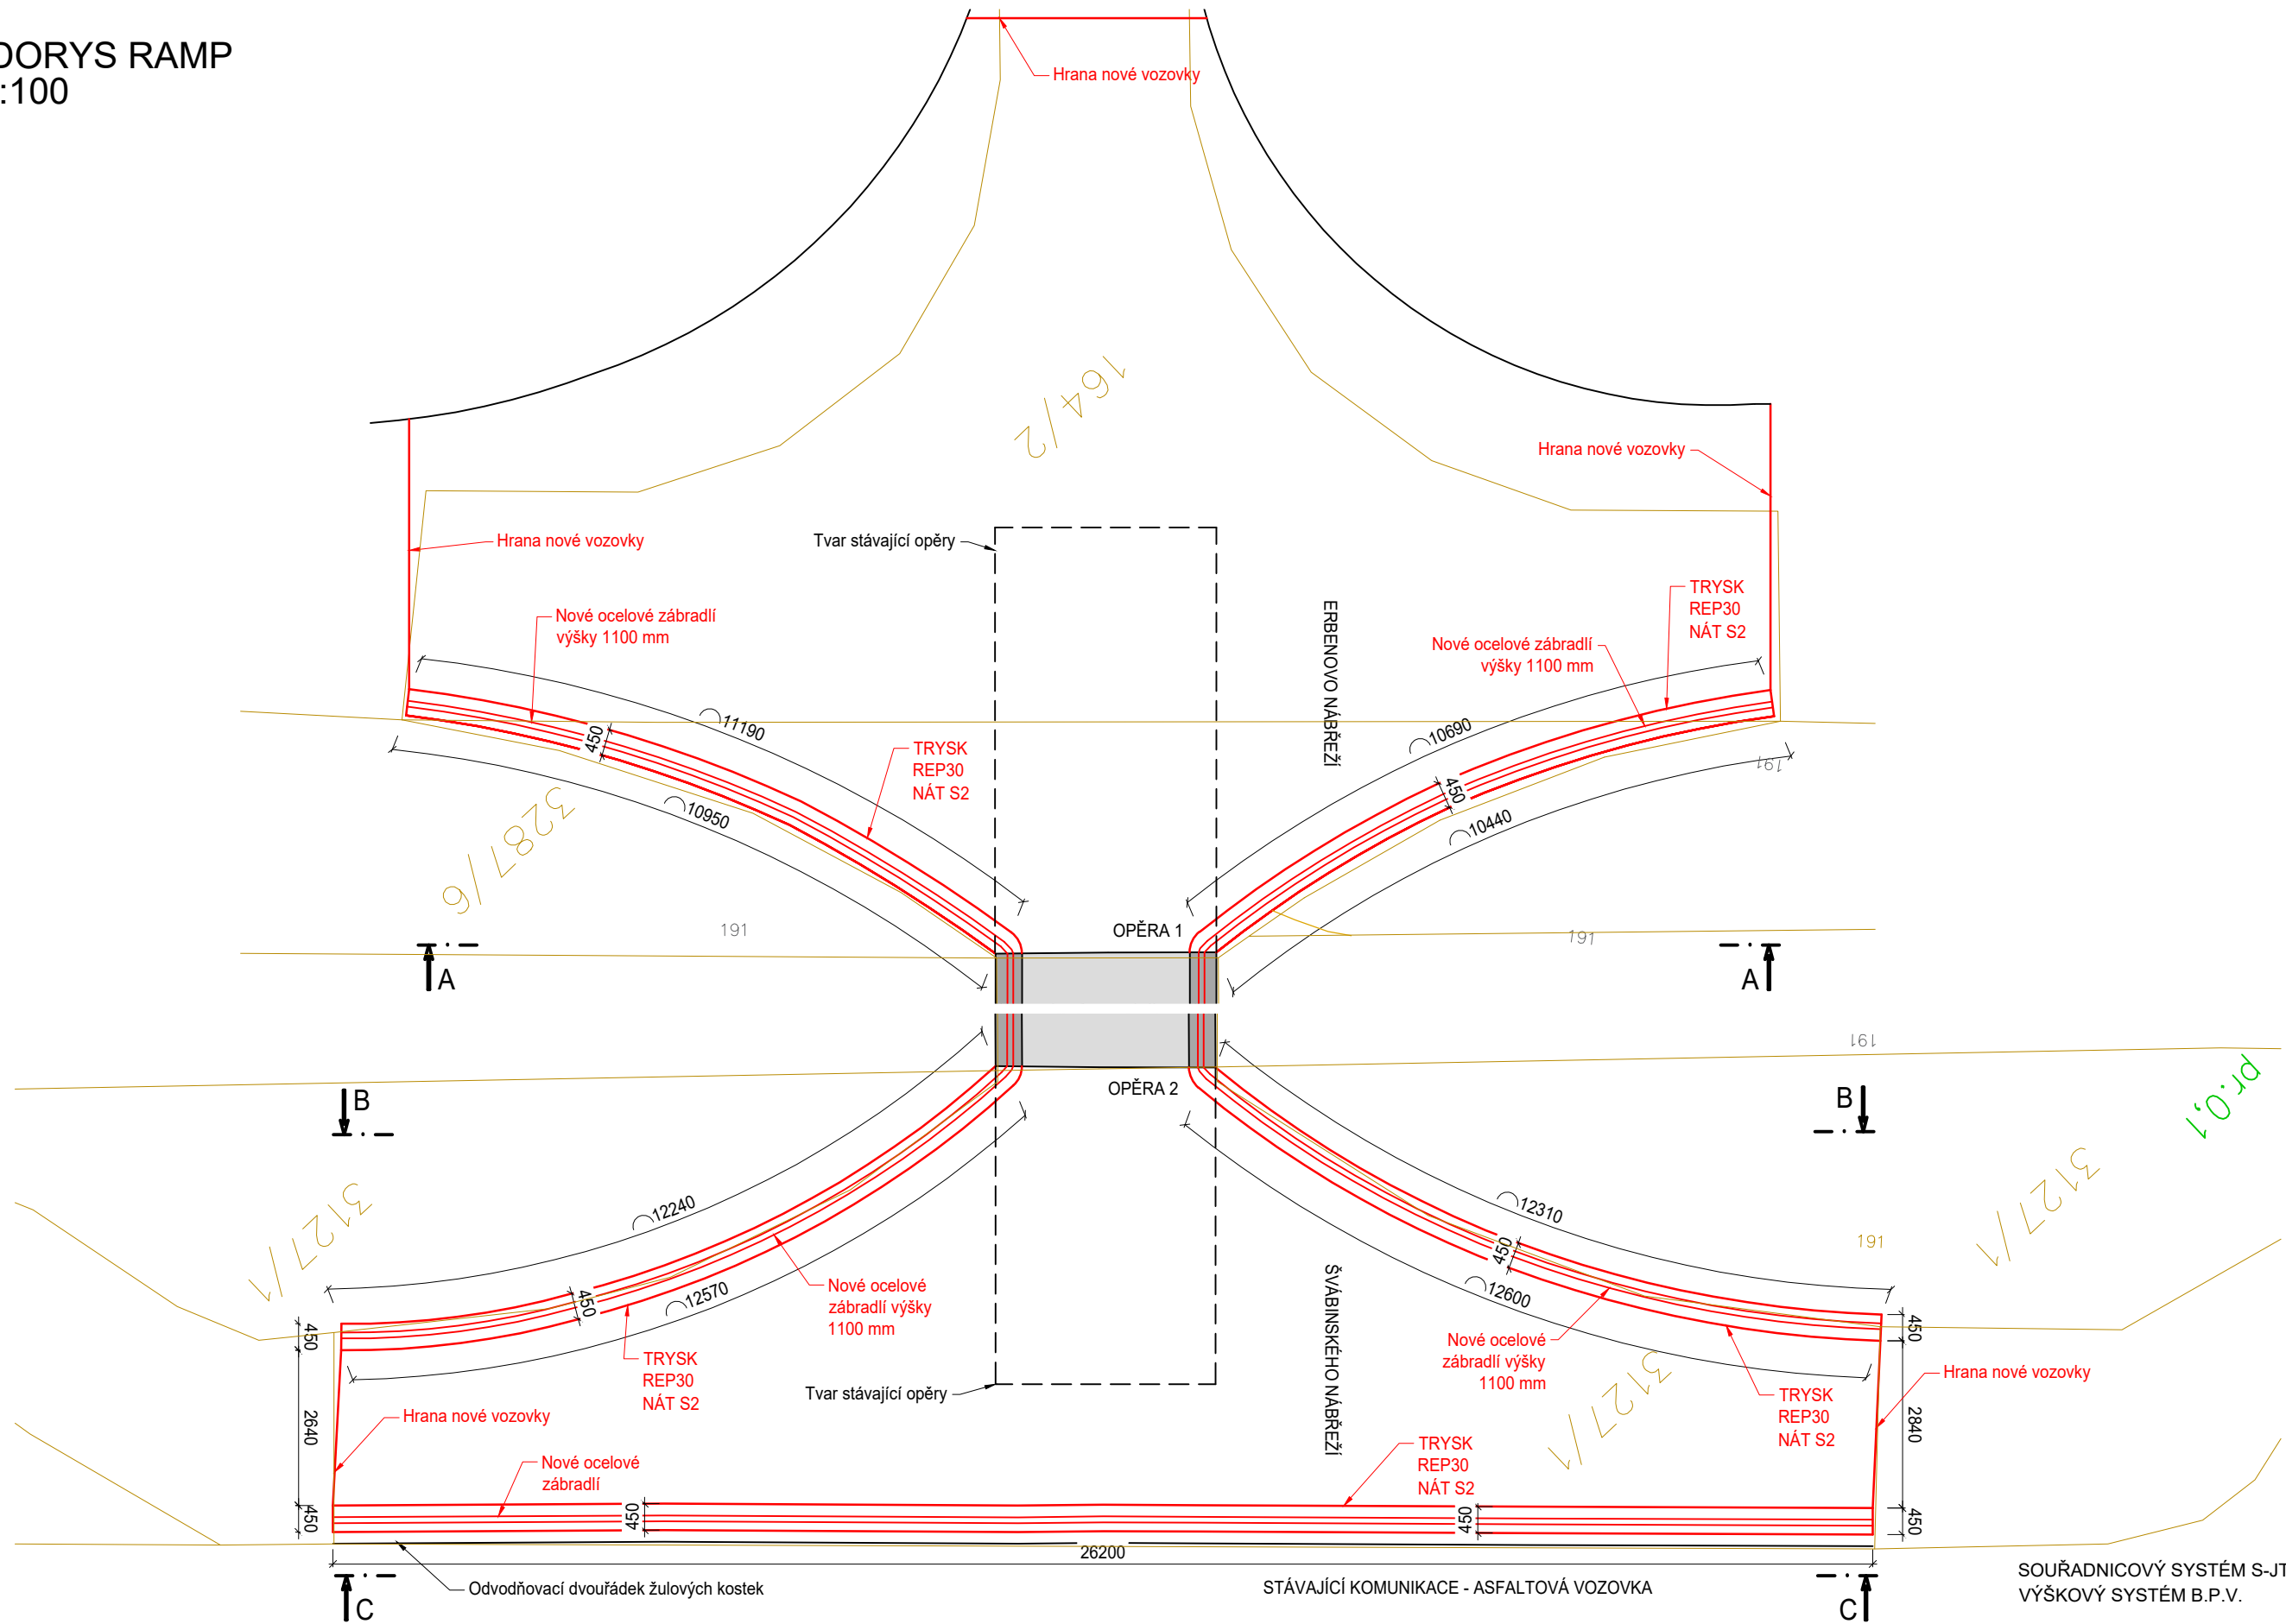 DORYS RAMP
:100
Hrana nové vozovky
164/2
Hrana nové vozovky
Hrana nové vozovky
Tvar stávající opěry
TRYSK
REP30
NÁT S2
Nové ocelové zábradlí
výšky 1100 mm
ERBENOVO NÁBŘEŽÍ
Nové ocelové zábradlí
výšky 1100 mm
11190
450
10690
TRYSK
REP30
NÁT S2
191
450
10950
10440
3287/6
191
OPĚRA 1
191
A
A
191
OPĚRA 2
B
B
pr. 0,1
3127/1
3127/1
12240
12310
191
450
450
12570
12600
Nové ocelové
zábradlí výšky
1100 mm
ŠVÁBINSKÉHO NÁBŘEŽÍ
450
450
Nové ocelové
zábradlí výšky
1100 mm
3127/1
TRYSK
REP30
NÁT S2
Hrana nové vozovky
Tvar stávající opěry
TRYSK
REP30
NÁT S2
Hrana nové vozovky
2640
2840
TRYSK
REP30
NÁT S2
Nové ocelové
zábradlí
450
450
450
450
26200
Odvodňovací dvouřádek žulových kostek
STÁVAJÍCÍ KOMUNIKACE - ASFALTOVÁ VOZOVKA
C
C
SOUŘADNICOVÝ SYSTÉM S-JT
VÝŠKOVÝ SYSTÉM B.P.V.